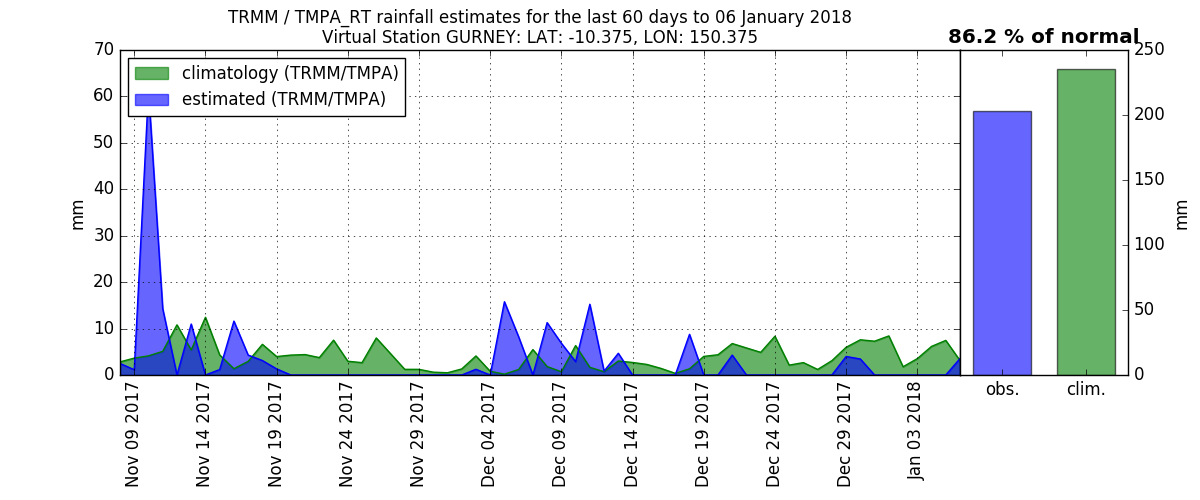 TRMM / TMPA_RT rainfall estimates for the last 60 days to 06 January 2018
Virtual Station GURNEY: LAT: -10.375, LON: 150.375
86.2 % of normal
climatology (TRMM/TMPA)
estimated (TRMM/TMPA)
mm
70
60
50
40
30
20
10
0
Nov 09 2017
Nov 14 2017
Nov 19 2017
Nov 24 2017
Nov 29 2017
Dec 04 2017
Dec 09 2017
Dec 14 2017
Dec 19 2017
Dec 24 2017
Dec 29 2017
Jan 03 2018
obs.
clim.
250
200
150
100
50
0
mm